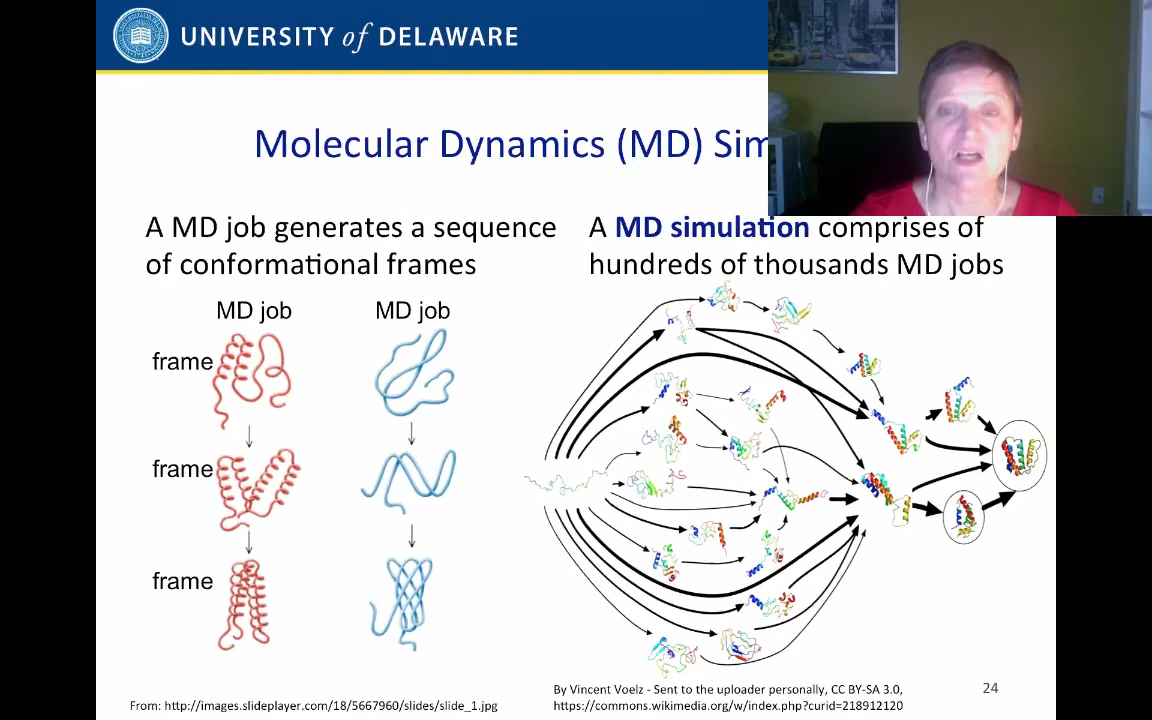 UNIVERSITY of DELAWARE
Molecular Dynamics (MD) Sim
A MD job generates a sequence
of conformational frames
A MD simulation comprises of
hundreds of thousands MD jobs
MD job MD job
frame
frame
frame
By Vincent Voelz - Sent to the uploader personally, CC BY-SA 3.0,
https://commons.wikimedia.org/w/index.php?curid=218912120
24
From: http://images.slideplayer.com/18/5667960/slides/slide_1.jpg